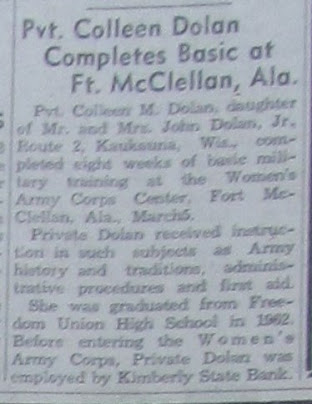 Pvt. Colleen Dolan
Completes Basic at
Ft. McClellan, Ala.
Pvt. Colleen M. Dolan, daughter
of Mr. and Mrs. John Dolan, Jr.
Route 2, Kaukauna, Wis., com-
pleted eight weeks of basic mili-
tary training at the Women's
Army Corps Center, Fort Mc-
Clellan, Ala., March5.
Private Dolan received instruc-
tion in such subjects as Army
history and traditions, adminis-
trative procedures and first aid.
She was graduated from Free-
dom Union High School in 1962.
Before entering the Women's
Army Corps, Private Dolan was
employed by Kimberly State Bank.